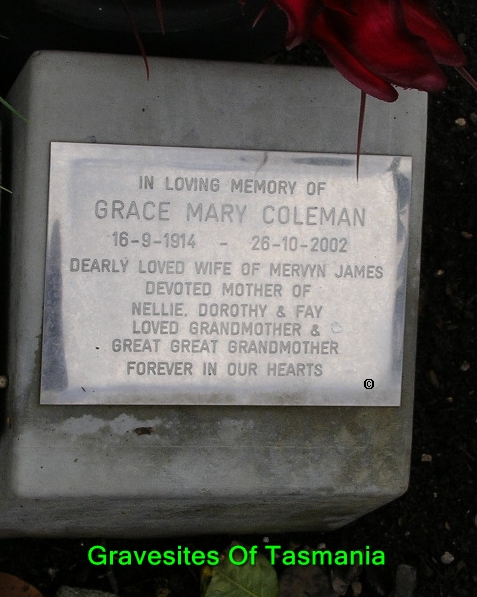 IN LOVING MEMORY OF
GRACE MARY COLEMAN
16-9-1914 - 26-10-2002
DEARLY LOVED WIFE OF MERVYN JAMES
DEVOTED MOTHER OF
NELLIE, DOROTHY & FAY
LOVED GRANDMOTHER &
GREAT GREAT GRANDMOTHER
FOREVER IN OUR HEARTS
©
Gravesites Of Tasmania